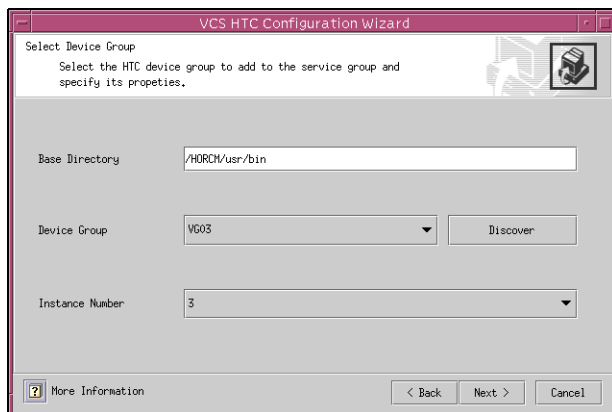 VCS HTC Configuration Wizard
Select Device Group
Select the HTC device group to add to the service group and
specify its propeties.
Base Directory
/HORCM/usr/bin
Device Group
VG03
Discover
Instance Number
3
? More Information
< Back
Next >
Cancel